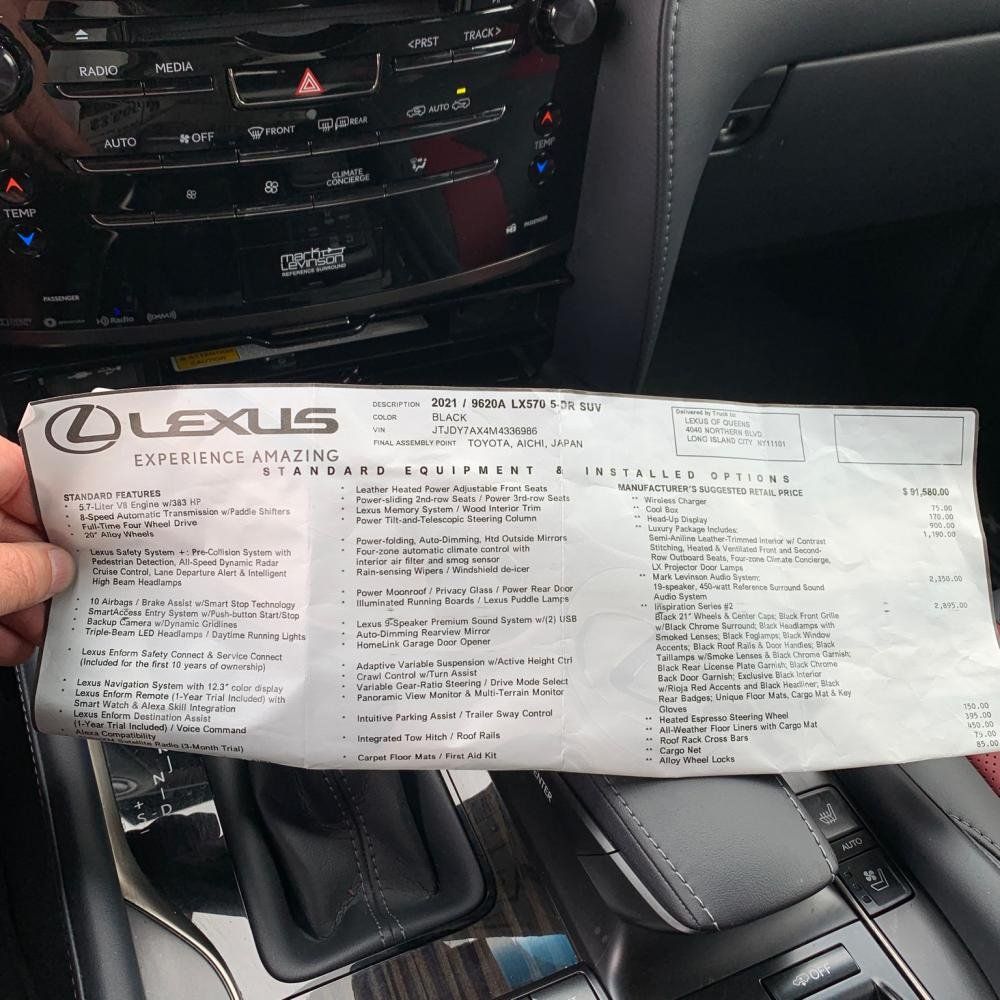 <PRST
TRACK>
RADIO
MEDIA
AUTO
AUTO
OFF
FRONT
REAR
TEMP
CLIMATE
CONCIERGE
TEMP
PASSENGER
mark
Levinson
REFERENCE SURROUND
PASSENGER
HD Radio
LEXUS
EXPERIENCE AMAZING
DESCRIPTION 2021 / 9620A LX570 5-DR SUV
COLOR BLACK
VIN JTJDY7AX4M4336986
FINAL ASSEMBLY POINT TOYOTA, AICHI, JAPAN
Delivered by Truck to:
LEXUS OF QUEENS
4040 NORTHERN BLVD
LONG ISLAND CITY NY11101
STANDARD EQUIPMENT & INSTALLED OPTIONS
STANDARD FEATURES
* 5.7-Liter V8 Engine w/383 HP
* 8-Speed Automatic Transmission w/Paddle Shifters
* Full-Time Four Wheel Drive
* 20" Alloy Wheels
* Lexus Safety System +: Pre-Collision System with
Pedestrian Detection, All-Speed Dynamic Radar
Cruise Control, Lane Departure Alert & Intelligent
High Beam Headlamps
* 10 Airbags / Brake Assist w/Smart Stop Technology
* SmartAccess Entry System w/Push-button Start/Stop
* Backup Camera w/Dynamic Gridlines
* Triple-Beam LED Headlamps / Daytime Running Lights
* Lexus Enform Safety Connect & Service Connect
(Included for the first 10 years of ownership)
* Lexus Navigation System with 12.3" color display
* Lexus Enform Remote (1-Year Trial Included) with
Smart Watch & Alexa Skill Integration
* Lexus Enform Destination Assist
(1-Year Trial Included) / Voice Command
* Alexa Compatibility
Satellite Radio (3-Month Trial)
* Leather Heated Power Adjustable Front Seats
* Power-sliding 2nd-row Seats / Power 3rd-row Seats
* Lexus Memory System / Wood Interior Trim
* Power Tilt-and-Telescopic Steering Column
* Power-folding, Auto-Dimming, Htd Outside Mirrors
* Four-zone automatic climate control with
interior air filter and smog sensor
* Rain-sensing Wipers / Windshield de-icer
* Power Moonroof / Privacy Glass / Power Rear Door
* Illuminated Running Boards / Lexus Puddle Lamps
* Lexus 9-Speaker Premium Sound System w/(2) USB
* Auto-Dimming Rearview Mirror
* HomeLink Garage Door Opener
* Adaptive Variable Suspension w/Active Height Ctrl
* Crawl Control w/Turn Assist
* Variable Gear-Ratio Steering / Drive Mode Select
* Panoramic View Monitor & Multi-Terrain Monitor
* Intuitive Parking Assist / Trailer Sway Control
* Integrated Tow Hitch / Roof Rails
* Carpet Floor Mats / First Aid Kit
MANUFACTURER'S SUGGESTED RETAIL PRICE $ 91,580.00
** Wireless Charger 75.00
** Cool Box 170.00
** Head-Up Display 900.00
** Luxury Package Includes: 1,190.00
Semi-Aniline Leather-Trimmed Interior w/ Contrast
Stitching, Heated & Ventilated Front and Second-
Row Outboard Seats, Four-zone Climate Concierge,
LX Projector Door Lamps
** Mark Levinson Audio System: 2,350.00
19-speaker, 450-watt Reference Surround Sound
Audio System
** Inspiration Series #2 2,895.00
Black 21" Wheels & Center Caps; Black Front Grille
w/Black Chrome Surround; Black Headlamps with
Smoked Lenses; Black Foglamps; Black Window
Accents; Black Roof Rails & Door Handles; Black
Taillamps w/Smoke Lenses & Black Chrome Garnish;
Black Rear License Plate Garnish; Black Chrome
Back Door Garnish; Exclusive Black Interior
w/Rioja Red Accents and Black Headliner; Black
Rear Badges; Unique Floor Mats, Cargo Mat & Key
Gloves
** Heated Espresso Steering Wheel 150.00
** All-Weather Floor Liners with Cargo Mat 395.00
** Roof Rack Cross Bars 450.00
** Cargo Net 75.00
** Alloy Wheel Locks 85.00
N
D
+
S
-
AUTO
OFF